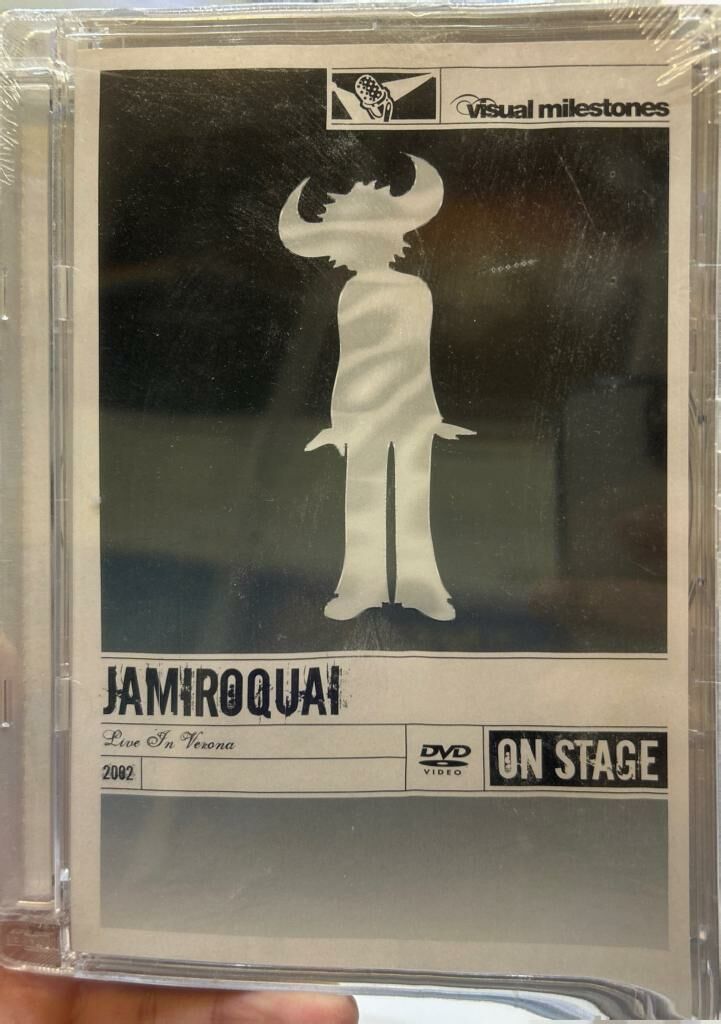 visual milestones
JAMIROQUAI
Live In Verona
2002
DVD
VIDEO
ON STAGE